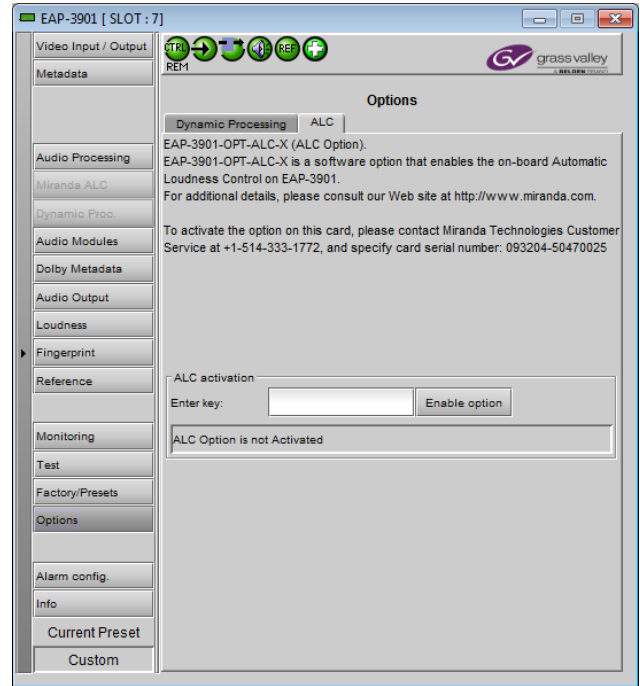 EAP-3901 [ SLOT : 7]
Video Input / Output
Metadata
Audio Processing
Miranda ALC
Dynamic Proc.
Audio Modules
Dolby Metadata
Audio Output
Loudness
Fingerprint
Reference
Monitoring
Test
Factory/Presets
Options
Alarm config.
Info
Current Preset
Custom
CTRL
REM
REF
GV grass valley
A BELDEN BRAND
Options
Dynamic Processing
ALC
EAP-3901-OPT-ALC-X (ALC Option).
EAP-3901-OPT-ALC-X is a software option that enables the on-board Automatic
Loudness Control on EAP-3901.
For additional details, please consult our Web site at http://www.miranda.com.
To activate the option on this card, please contact Miranda Technologies Customer
Service at +1-514-333-1772, and specify card serial number: 093204-50470025
ALC activation
Enter key:
Enable option
ALC Option is not Activated